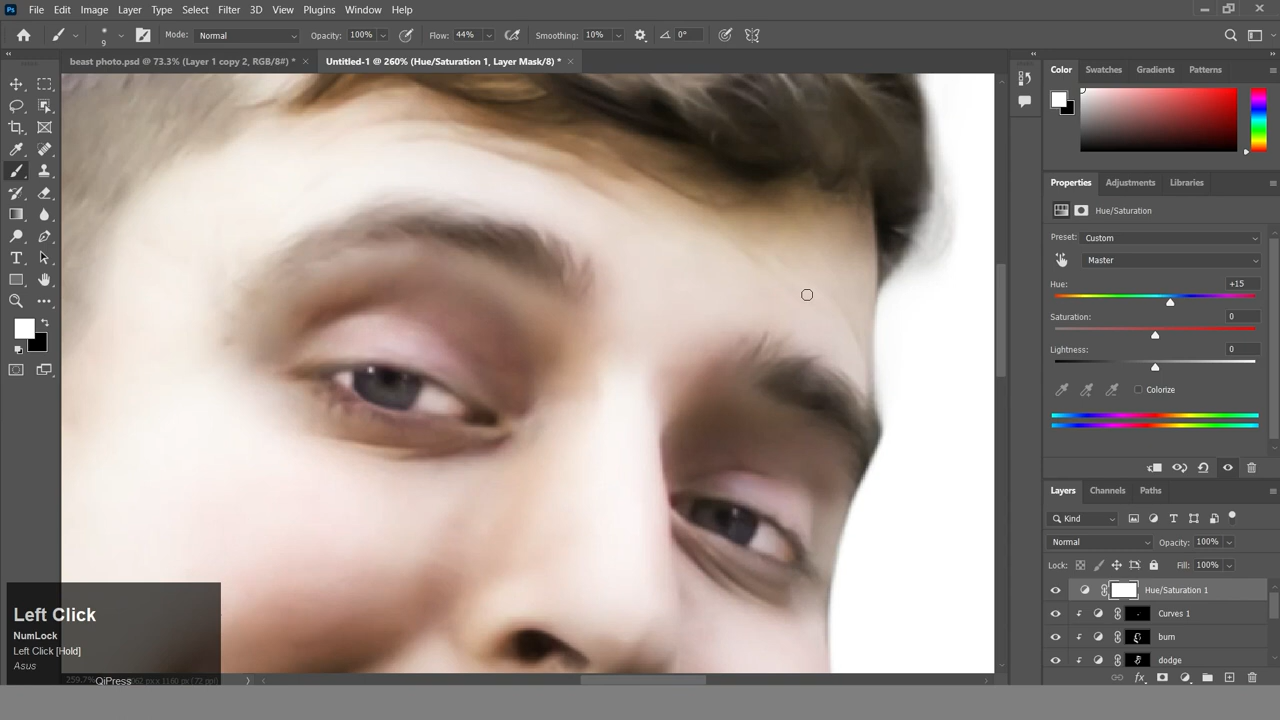 Ps File Edit Image Layer Type Select Filter 3D View Plugins Window Help
9 Mode: Normal Opacity: 100% Flow: 44% Smoothing: 10% 0°
beast photo.psd @ 73.3% (Layer 1 copy 2, RGB/8#) * × Untitled-1 @ 260% (Hue/Saturation 1, Layer Mask/8) * ×
Color Swatches Gradients Patterns
Properties Adjustments Libraries
Hue/Saturation
Preset: Custom
Master
Hue: +15
Saturation: 0
Lightness: 0
Colorize
Layers Channels Paths
Kind
Normal Opacity: 100%
Lock: Fill: 100%
Hue/Saturation 1
Curves 1
burn
dodge
fx
Left Click
NumLock
Left Click [Hold]
Asus
QiPress